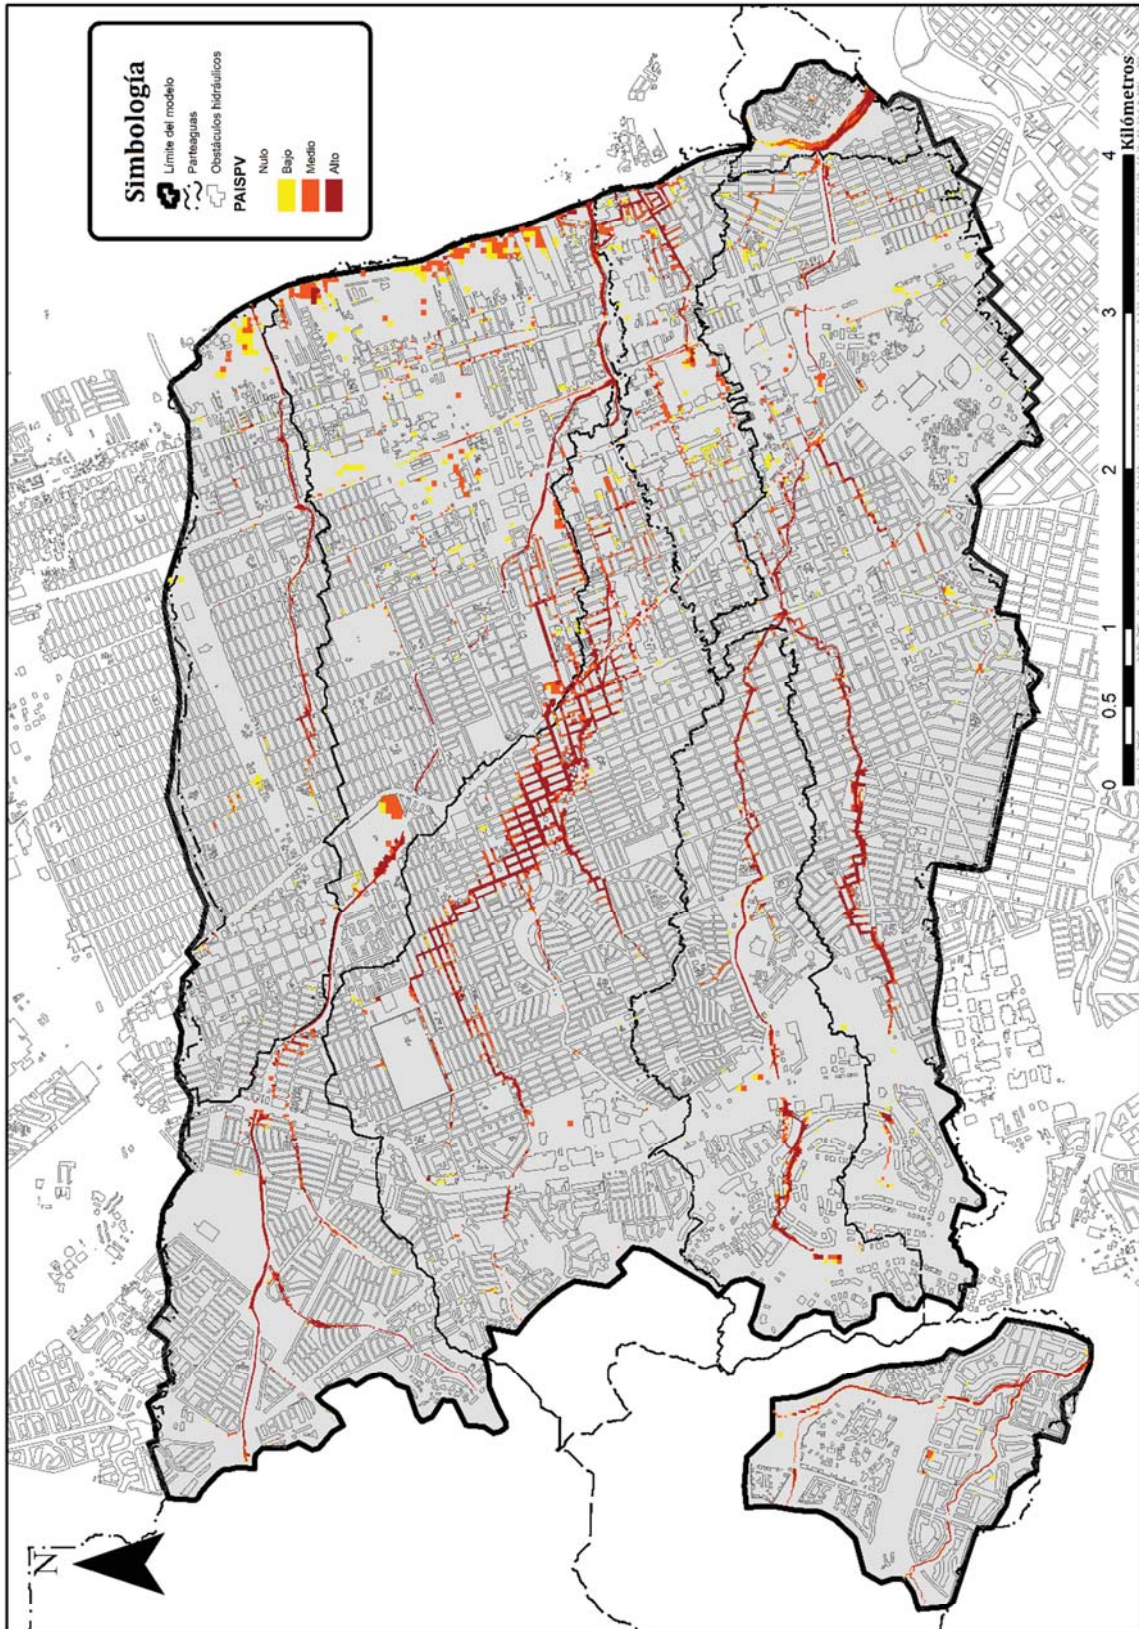 Simbología
Límite del modelo
Parteaguas
Obstáculos hidráulicos
PAISPV
Nulo
Bajo
Medio
Alto
N
0 0.5 1 2 3 4
Kilómetros